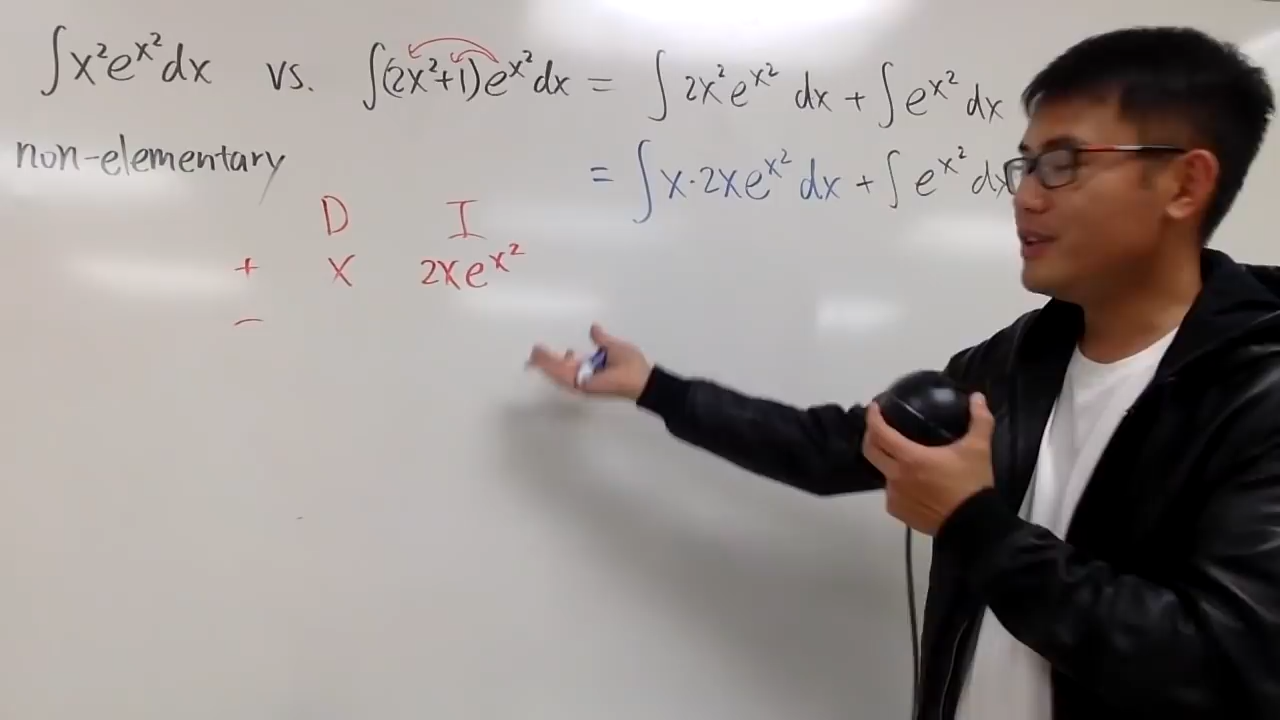 ∫x²e^{x²}dx vs. ∫(2x²+1)e^{x²}dx = ∫2x²e^{x²} dx + ∫e^{x²}dx
non-elementary = ∫x·2xe^{x²}dx + ∫e^{x²}dx
D I
+ x 2xe^{x²}
−